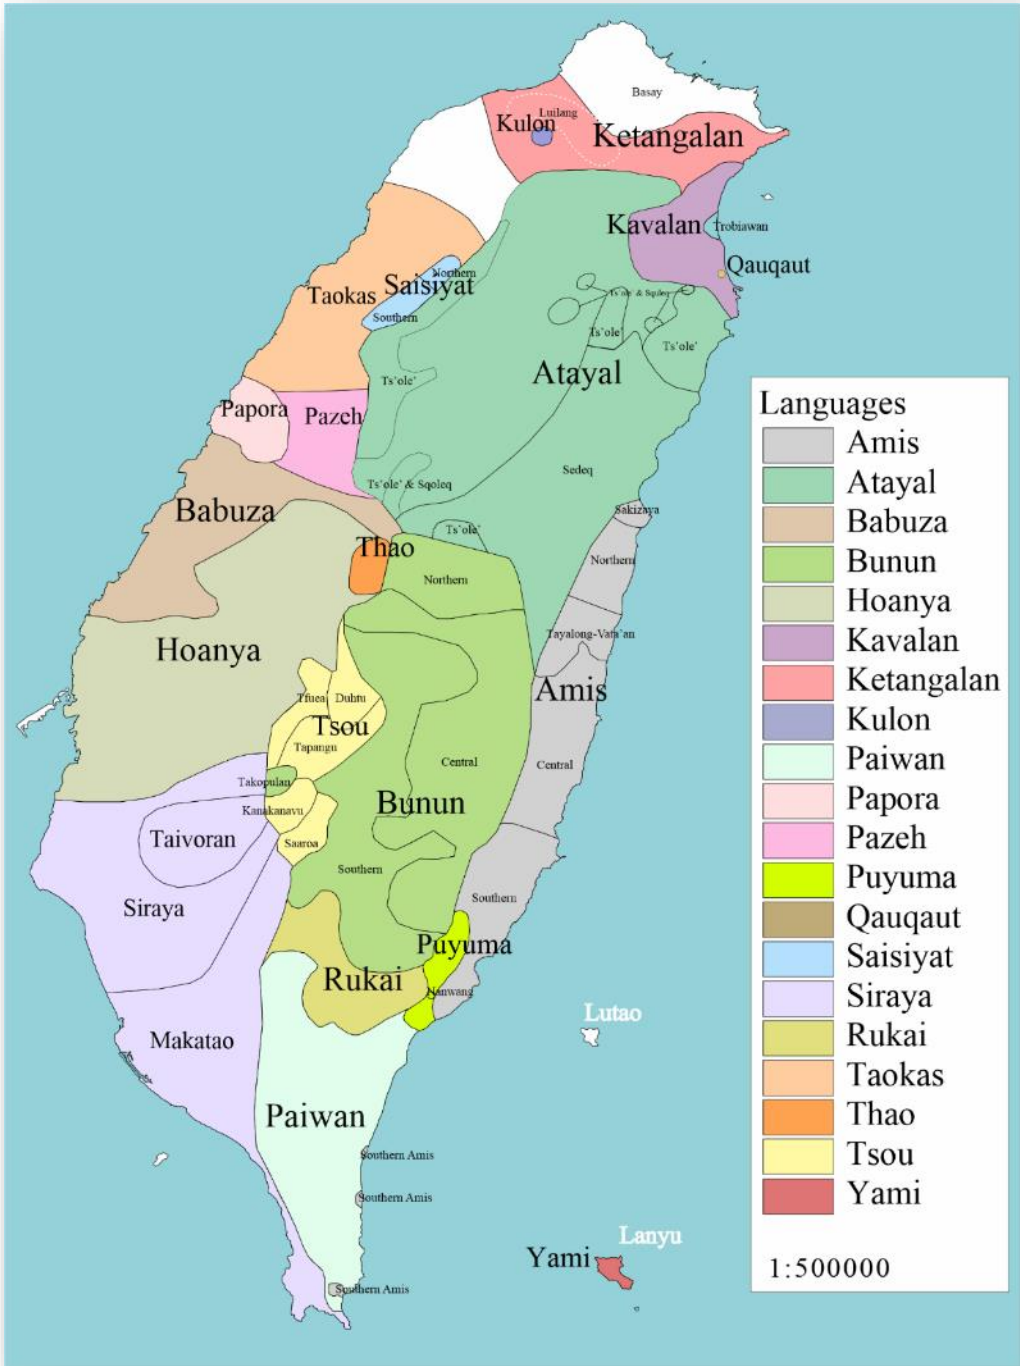 Basay
Luilang
Kulon
Ketangalan
Kavalan
Trobiawan
Qauqaut
Northern
Saisiyat
Taokas
Southern
Ts'ole' & Sqoleq
Ts'ole'
Ts'ole'
Atayal
Ts'ole'
Papora
Pazeh
Sedeq
Ts'ole' & Sqoleq
Babuza
Sakizaya
Ts'ole'
Thao
Northern
Northern
Tayalong-Vata'an
Hoanya
Amis
Tfuea
Duhtu
Tsou
Tapangu
Central
Central
Takopulan
Kanakanavu
Bunun
Taivoran
Saaroa
Southern
Southern
Siraya
Puyuma
Rukai
Nanwang
Lutao
Makatao
Paiwan
Southern Amis
Southern Amis
Lanyu
Yami
Southern Amis
Languages
Amis
Atayal
Babuza
Bunun
Hoanya
Kavalan
Ketangalan
Kulon
Paiwan
Papora
Pazeh
Puyuma
Qauqaut
Saisiyat
Siraya
Rukai
Taokas
Thao
Tsou
Yami
1:500000